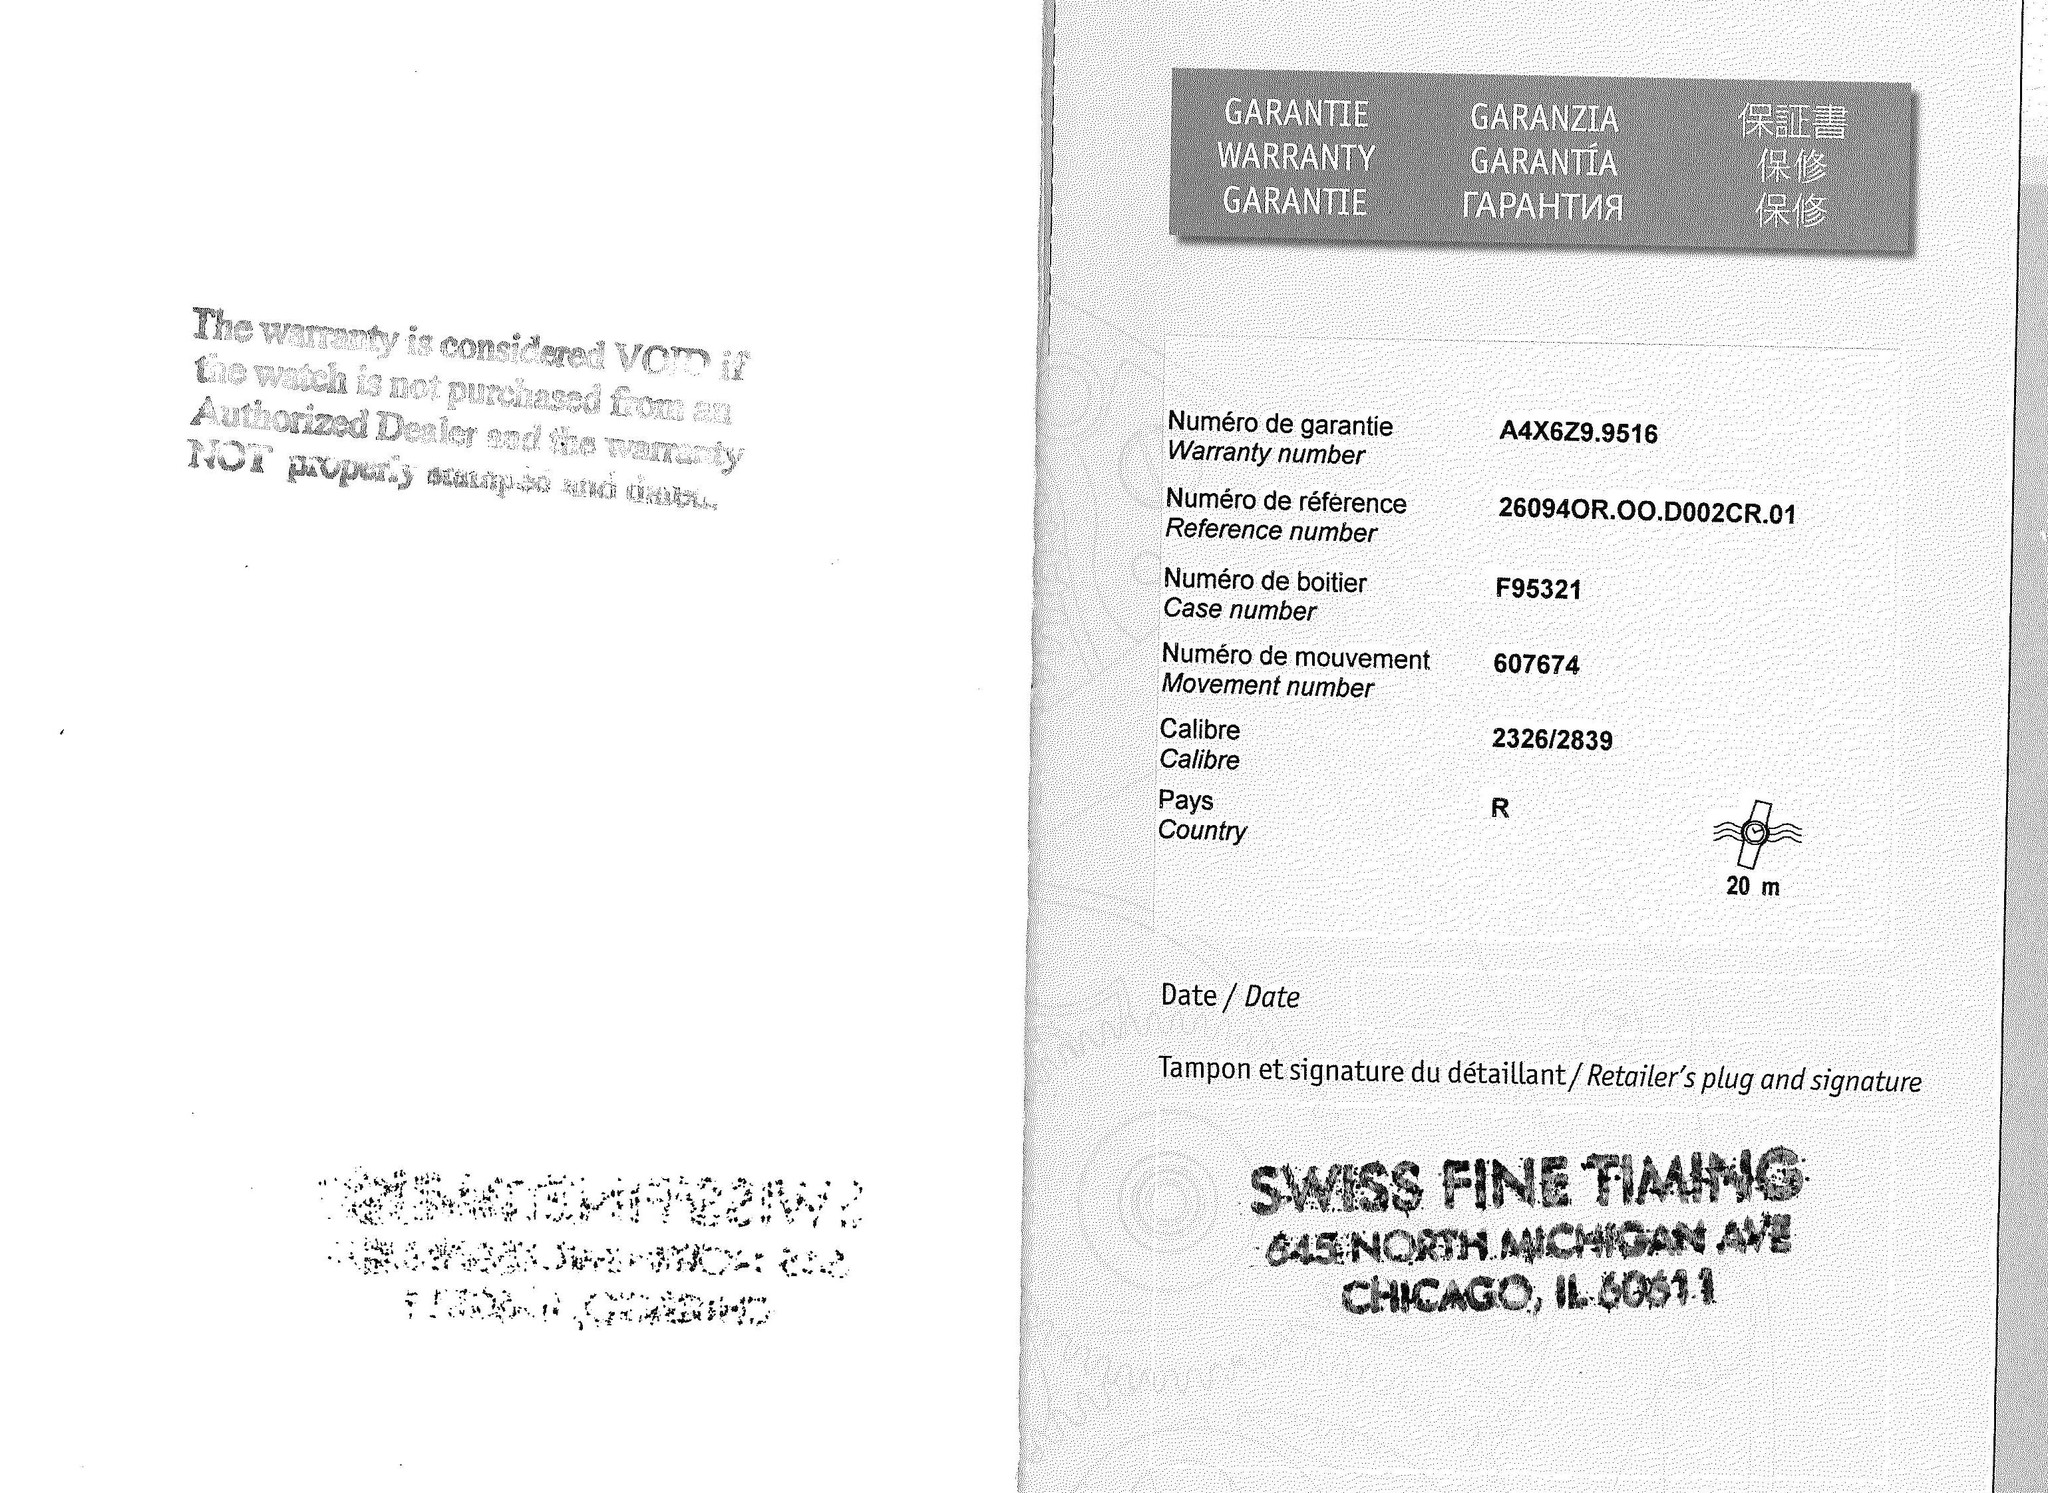 The warranty is considered VOID if
the watch is not purchased from an
Authorized Dealer and the warranty
NOT properly stamped and dated.
GARANTIE
WARRANTY
GARANTIE
GARANZIA
GARANTÍA
ГАРАНТИЯ
保証書
保修
保修
Numéro de garantie A4X6Z9.9516
Warranty number
Numéro de référence 26094OR.OO.D002CR.01
Reference number
Numéro de boitier F95321
Case number
Numéro de mouvement 607674
Movement number
Calibre 2326/2839
Calibre
Pays R
Country
20 m
Date / Date
Tampon et signature du détaillant / Retailer's plug and signature
SWISS FINE TIMING
645 NORTH MICHIGAN AVE
CHICAGO, IL 60611